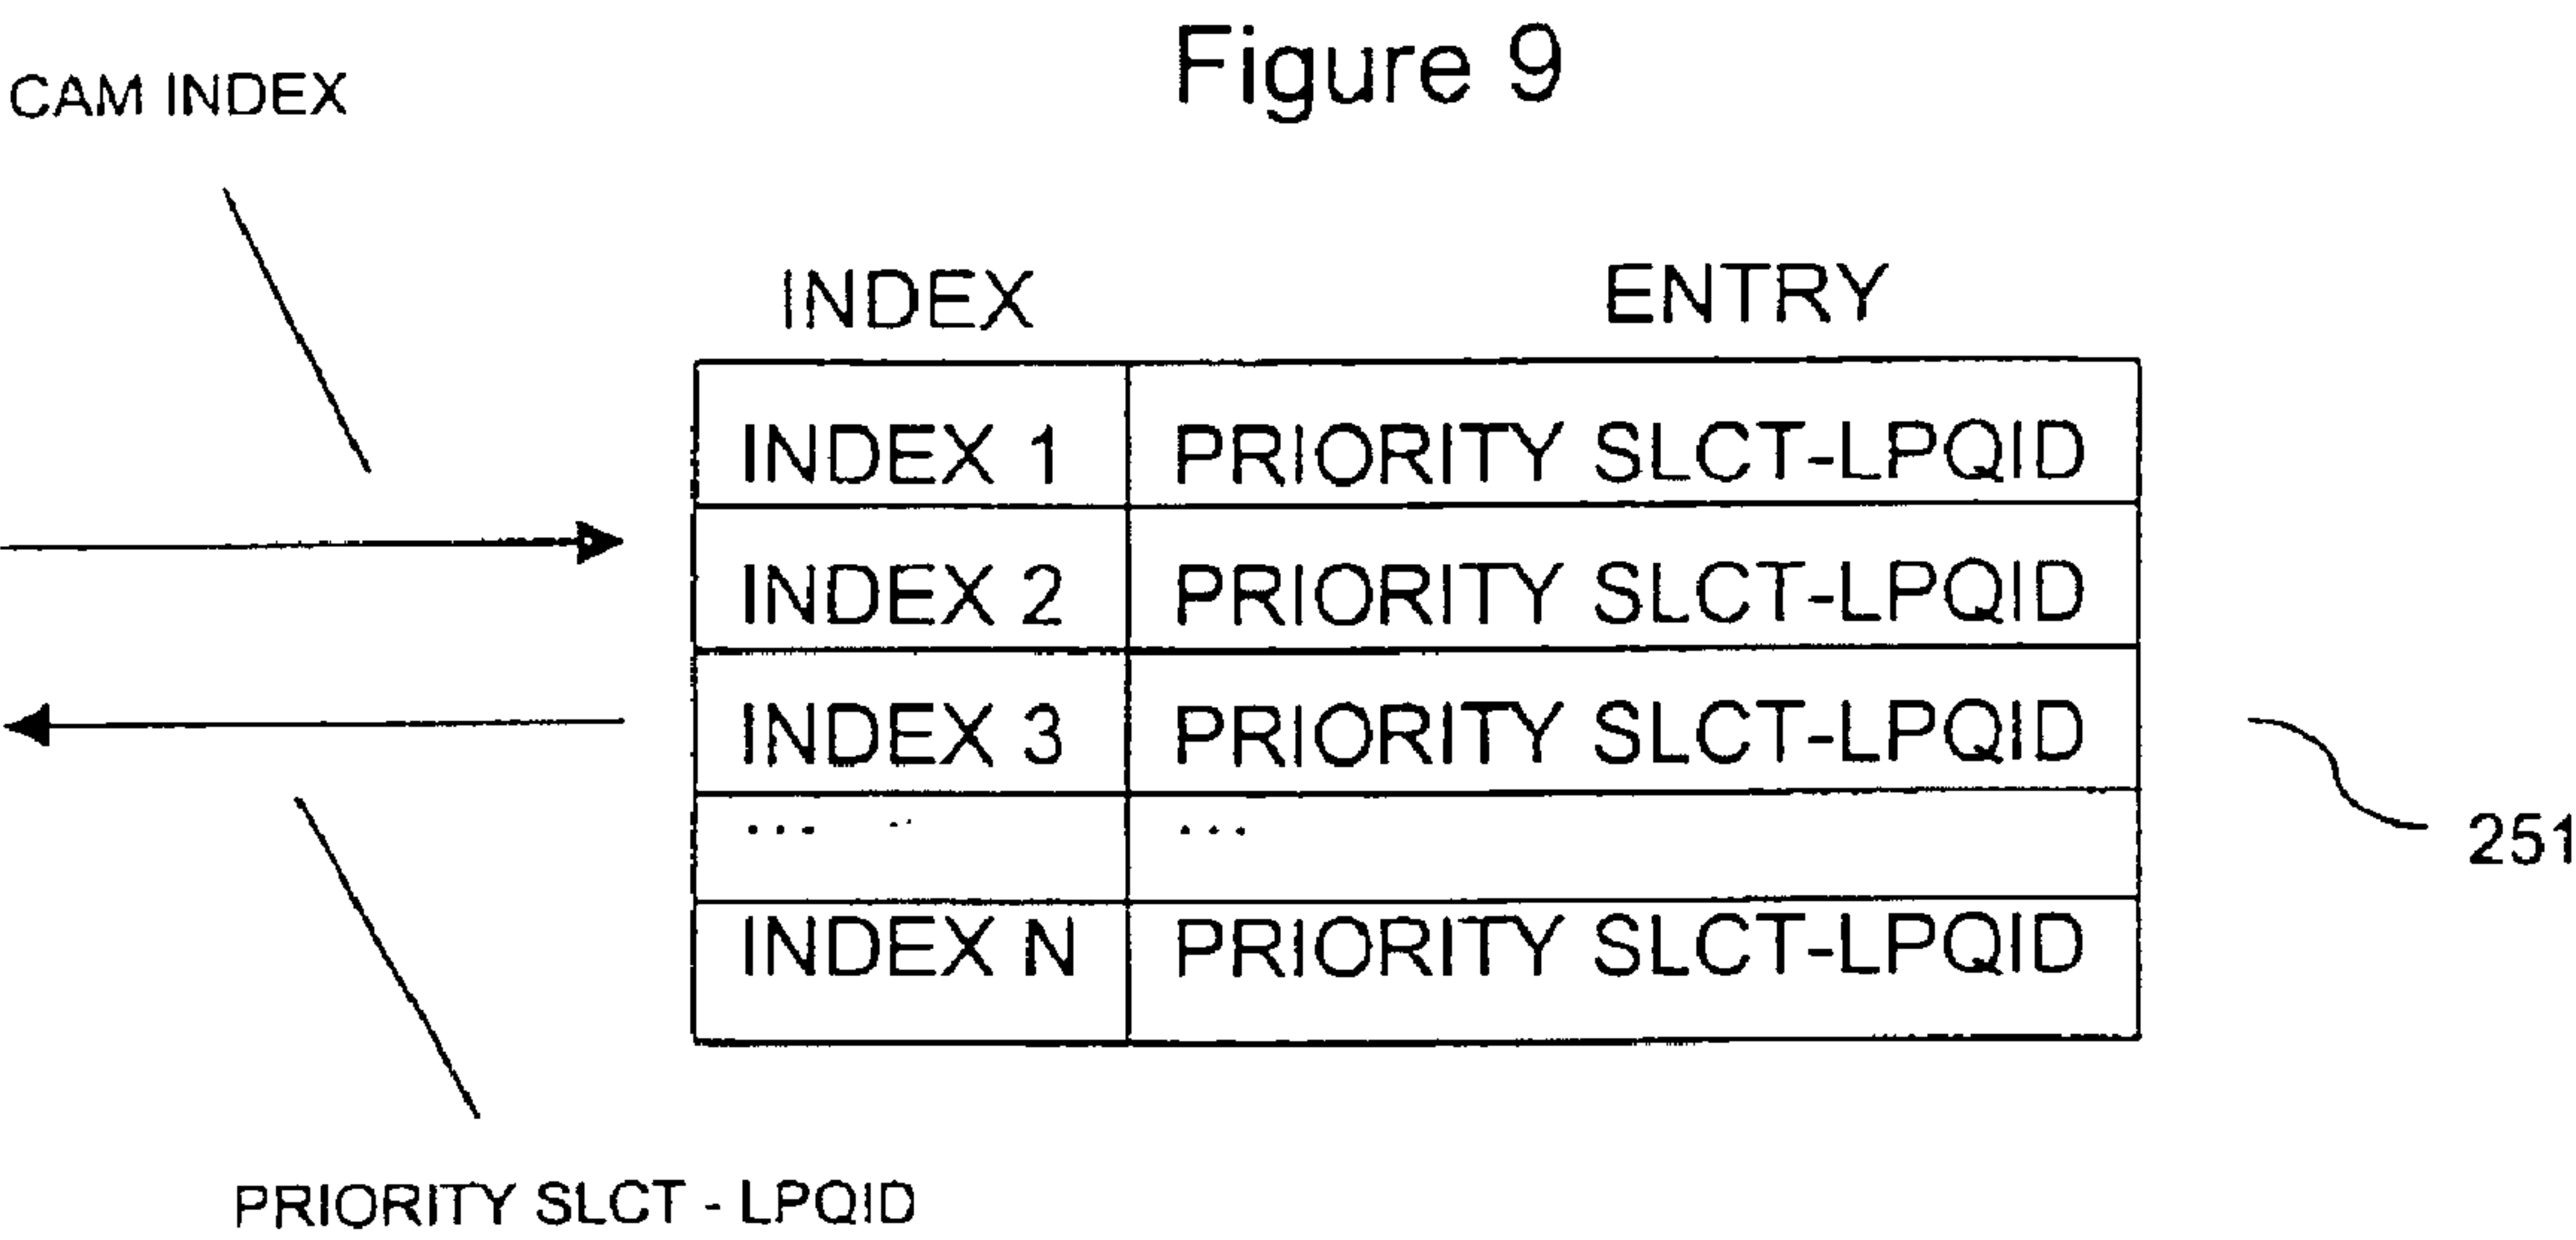 Figure 9
CAM INDEX
INDEX ENTRY
INDEX 1 PRIORITY SLCT-LPQID
INDEX 2 PRIORITY SLCT-LPQID
INDEX 3 PRIORITY SLCT-LPQID
... ...
INDEX N PRIORITY SLCT-LPQID
251
PRIORITY SLCT - LPQID